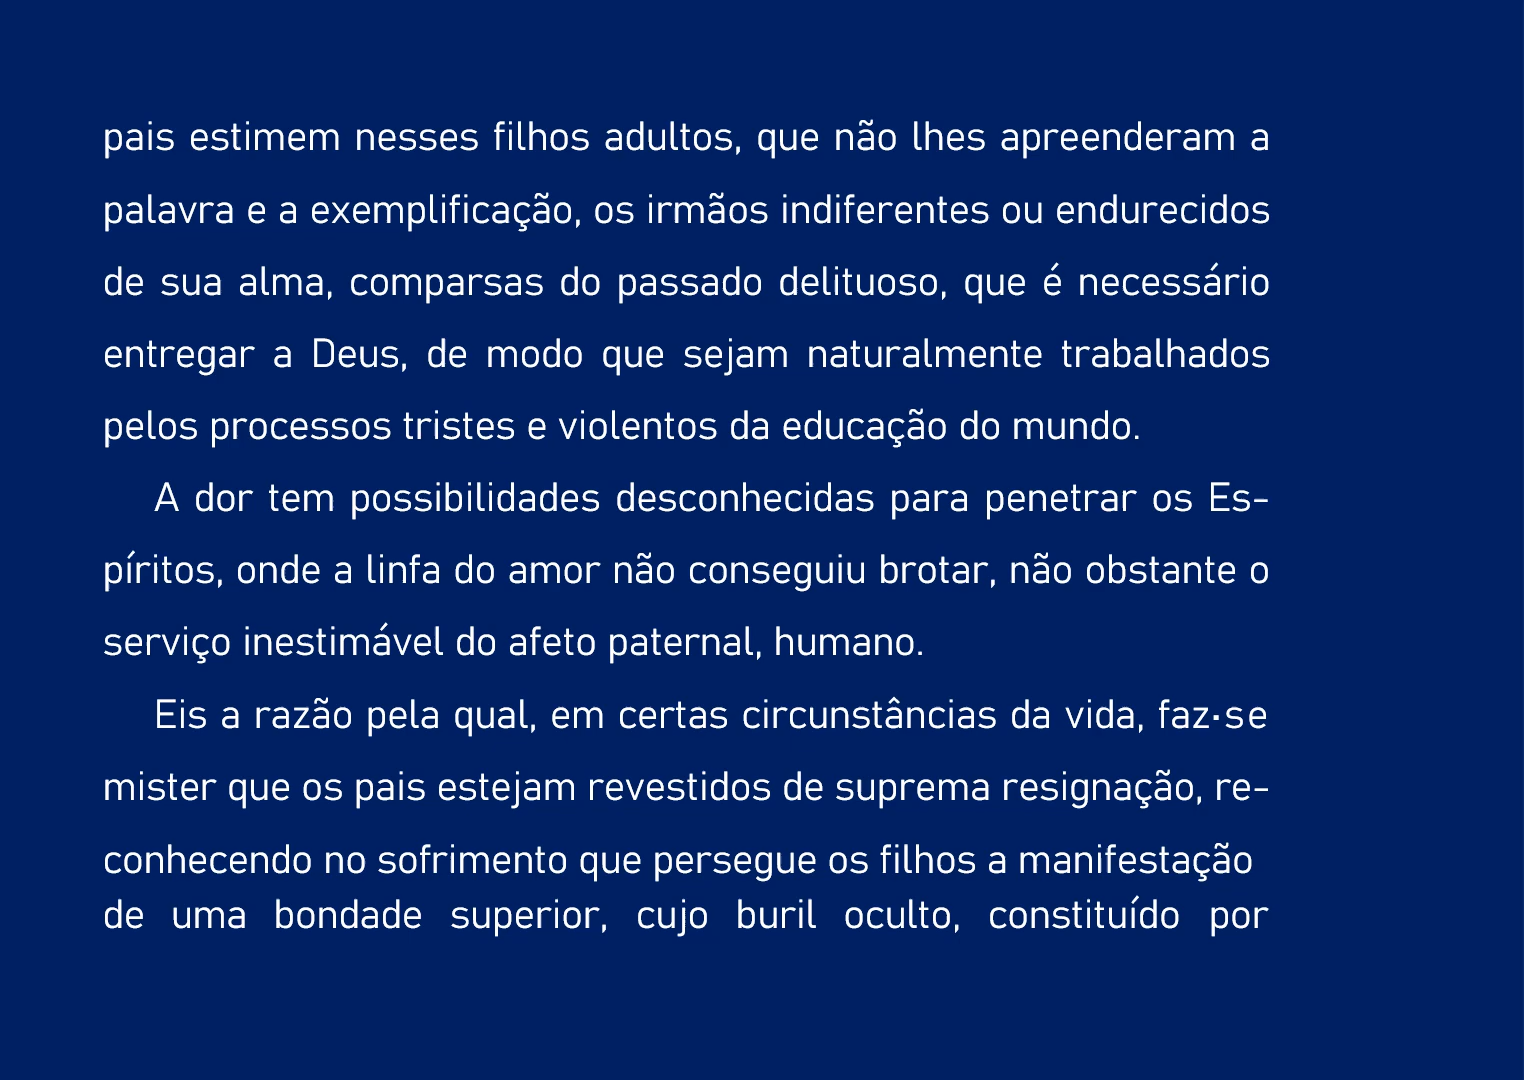 pais estimem nesses filhos adultos, que não lhes apreenderam a
palavra e a exemplificação, os irmãos indiferentes ou endurecidos
de sua alma, comparsas do passado delituoso, que é necessário
entregar a Deus, de modo que sejam naturalmente trabalhados
pelos processos tristes e violentos da educação do mundo.
A dor tem possibilidades desconhecidas para penetrar os Es-
píritos, onde a linfa do amor não conseguiu brotar, não obstante o
serviço inestimável do afeto paternal, humano.
Eis a razão pela qual, em certas circunstâncias da vida, faz·se
mister que os pais estejam revestidos de suprema resignação, re-
conhecendo no sofrimento que persegue os filhos a manifestação
de uma bondade superior, cujo buril oculto, constituído por